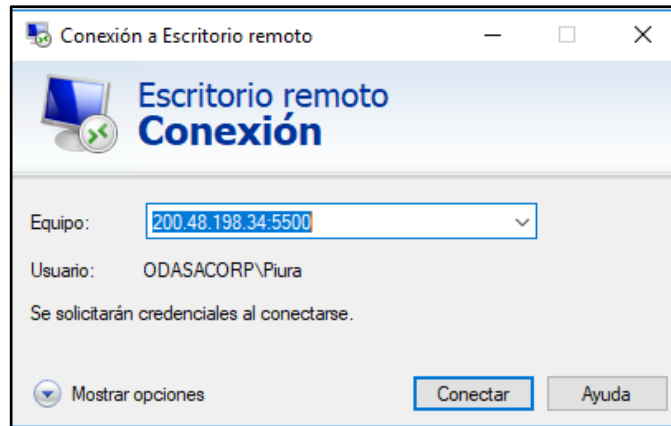 Conexión a Escritorio remoto
Escritorio remoto
Conexión
Equipo: 200.48.198.34:5500
Usuario: ODASACORP\Piura
Se solicitarán credenciales al conectarse.
Mostrar opciones Conectar Ayuda